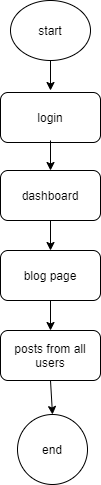 start
login
dashboard
blog page
posts from all
users
end